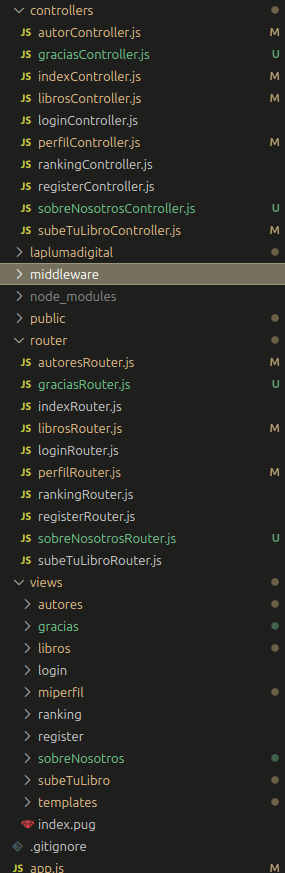 controllers
JS autorController.js M
JS graciasController.js U
JS indexController.js M
JS librosController.js M
JS loginController.js
JS perfilController.js M
JS rankingController.js
JS registerController.js
JS sobreNosotrosController.js U
JS subeTuLibroController.js M
laplumadigital
middleware
node_modules
public
router
JS autoresRouter.js M
JS graciasRouter.js U
JS indexRouter.js
JS librosRouter.js M
JS loginRouter.js
JS perfilRouter.js M
JS rankingRouter.js
JS registerRouter.js
JS sobreNosotrosRouter.js U
JS subeTuLibroRouter.js
views
autores
gracias
libros
login
miperfil
ranking
register
sobreNosotros
subeTuLibro
templates
index.pug
.gitignore
JS app.js M